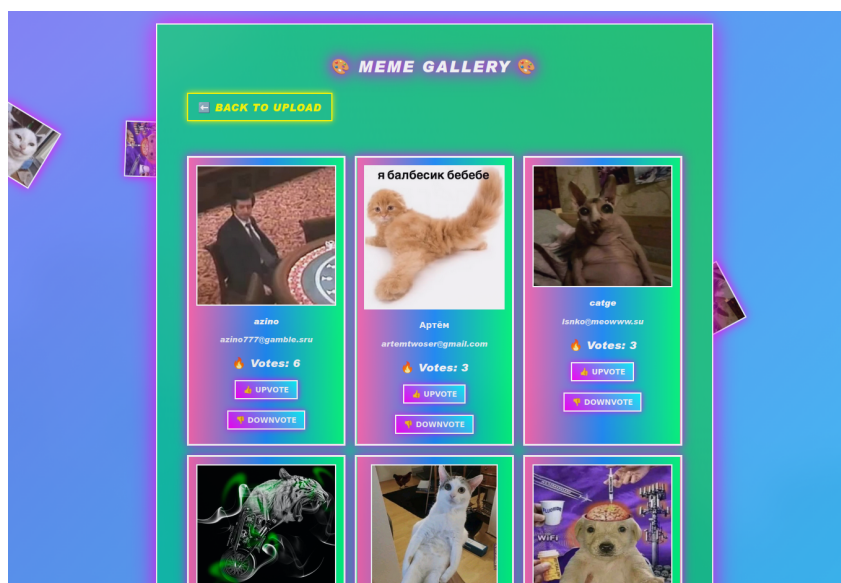 🎨 MEME GALLERY 🎨
⬅️ BACK TO UPLOAD
я балбесик бебебе
azino
azino777@gamble.sru
🔥 Votes: 6
👍 UPVOTE
👎 DOWNVOTE
Артём
artemtwoser@gmail.com
🔥 Votes: 3
👍 UPVOTE
👎 DOWNVOTE
catge
lsnko@meowww.su
🔥 Votes: 3
👍 UPVOTE
👎 DOWNVOTE
WiFi